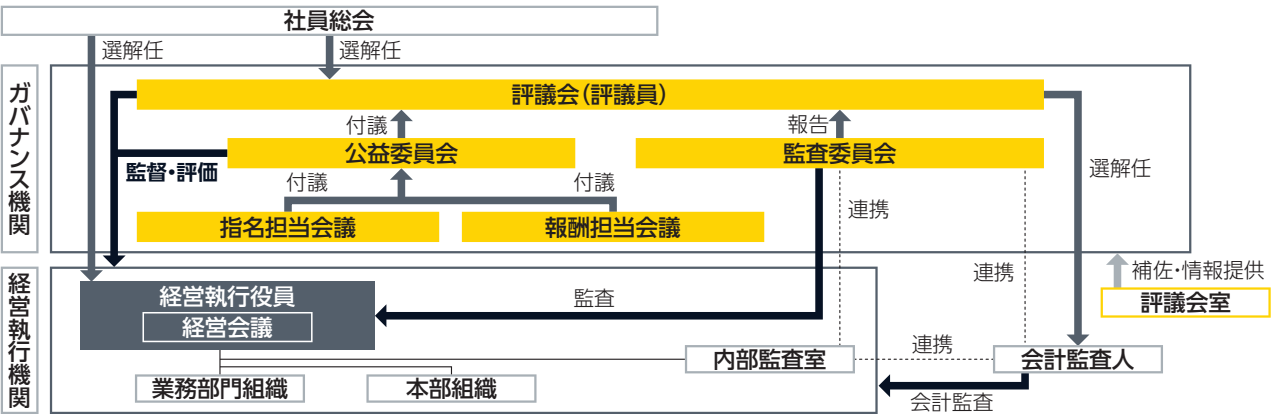 社員総会
選解任
選解任
ガバナンス機関
評議会（評議員）
付議
報告
公益委員会
監査委員会
監督・評価
選解任
付議
付議
連携
指名担当会議
報酬担当会議
連携
補佐・情報提供
経営執行機関
経営執行役員
監査
評議会室
経営会議
連携
内部監査室
会計監査人
業務部門組織
本部組織
会計監査